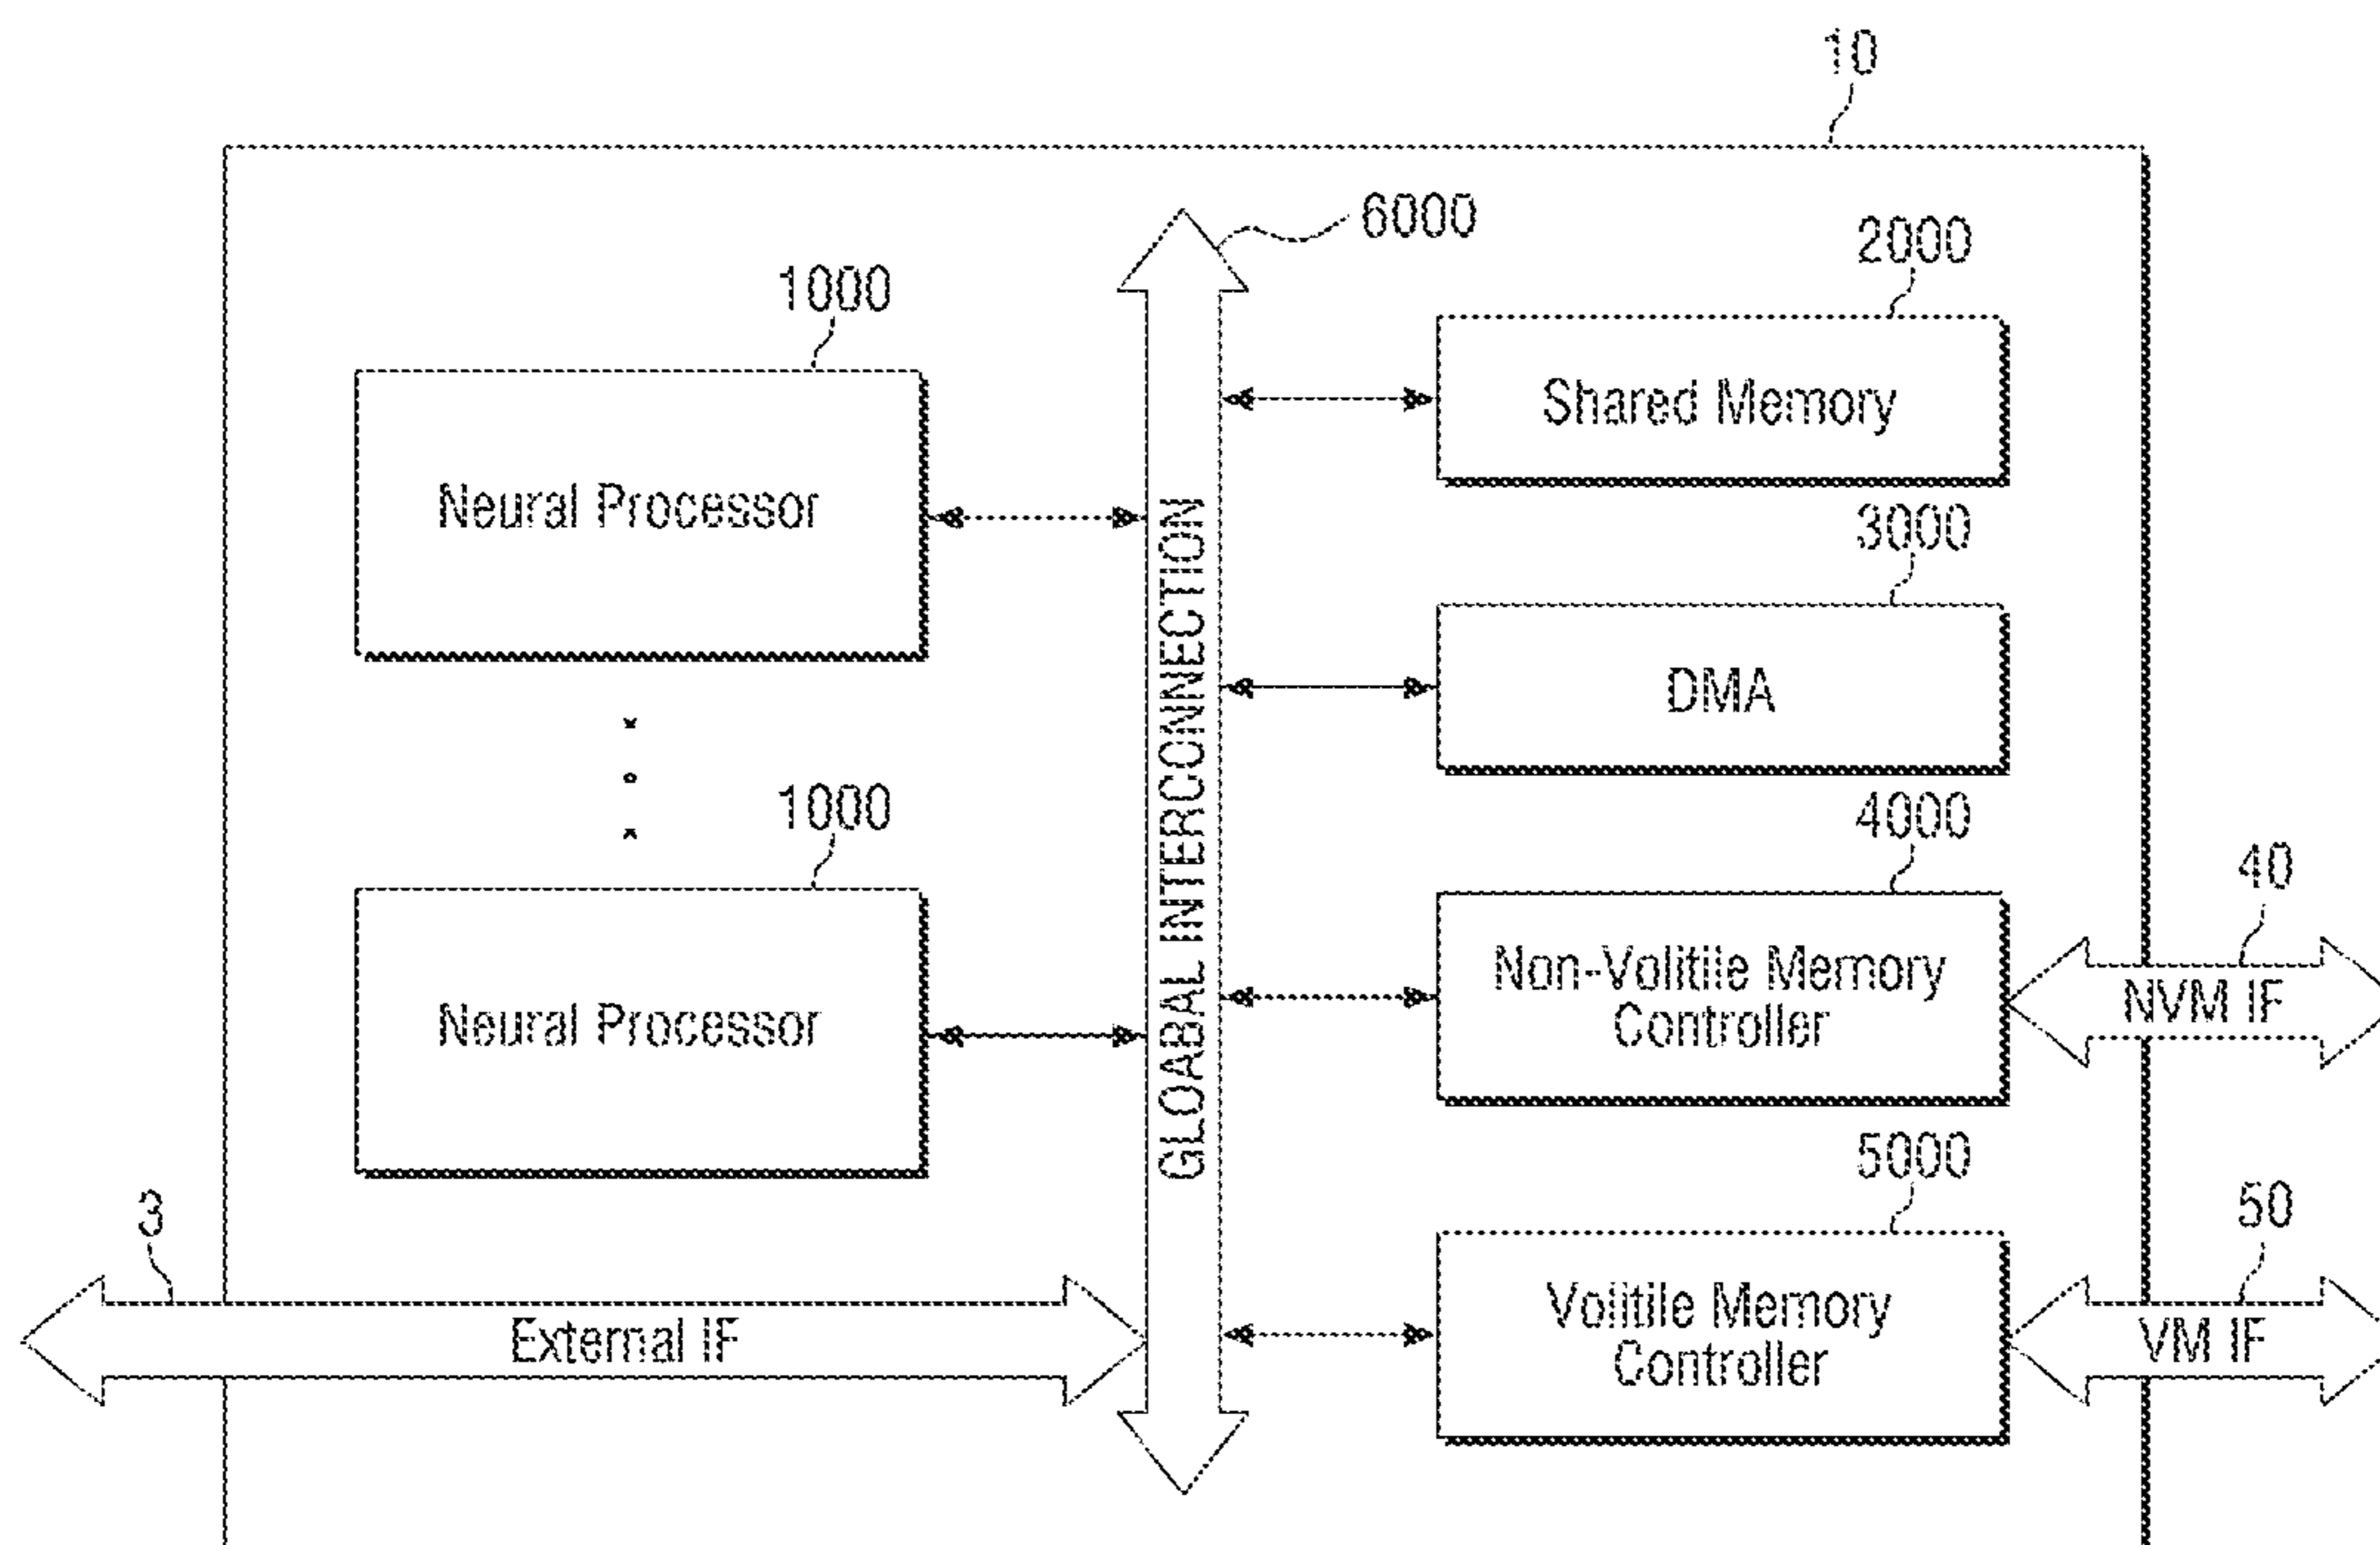 10
6000
2000
1000
Shared Memory
Neural Processor
3000
DMA
GLOABAL INTERCONNECTION
1000
4000
40
Non-Volitile Memory
Controller
NVM IF
Neural Processor
5000
50
3
Volitile Memory
Controller
VM IF
External IF